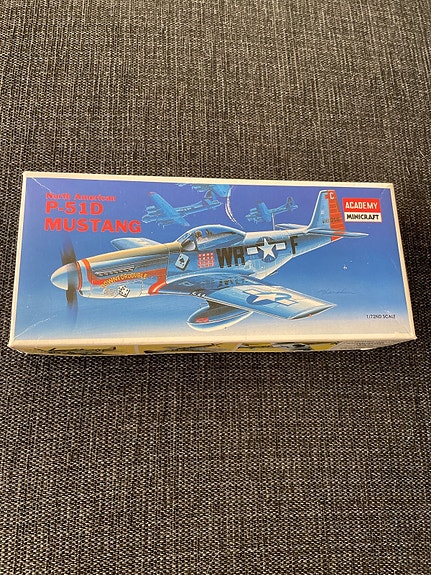 North American
P-51D
MUSTANG
ACADEMY
MINICRAFT
WR F
1/72ND SCALE